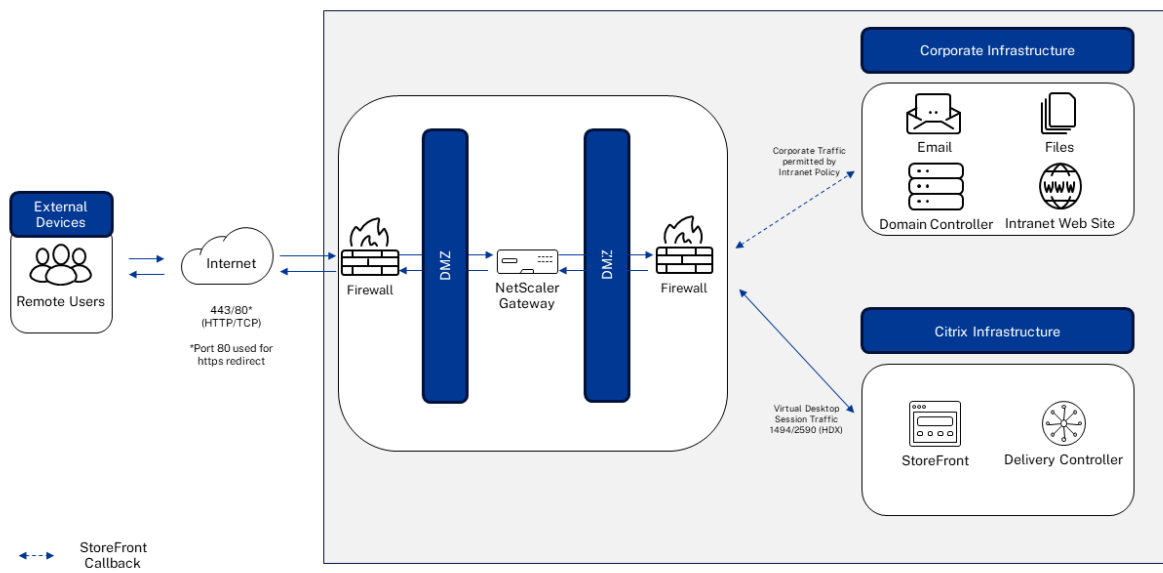 Corporate Infrastructure
Email
Files
Domain Controller
Intranet Web Site
WWW
Corporate Traffic
permitted by
Intranet Policy
External
Devices
Remote Users
Internet
443/80*
(HTTP/TCP)
*Port 80 used for
https redirect
Firewall
DMZ
NetScaler
Gateway
DMZ
Firewall
Citrix Infrastructure
Virtual Desktop
Session Traffic
1494/2590 (HDX)
StoreFront
Delivery Controller
StoreFront
Callback